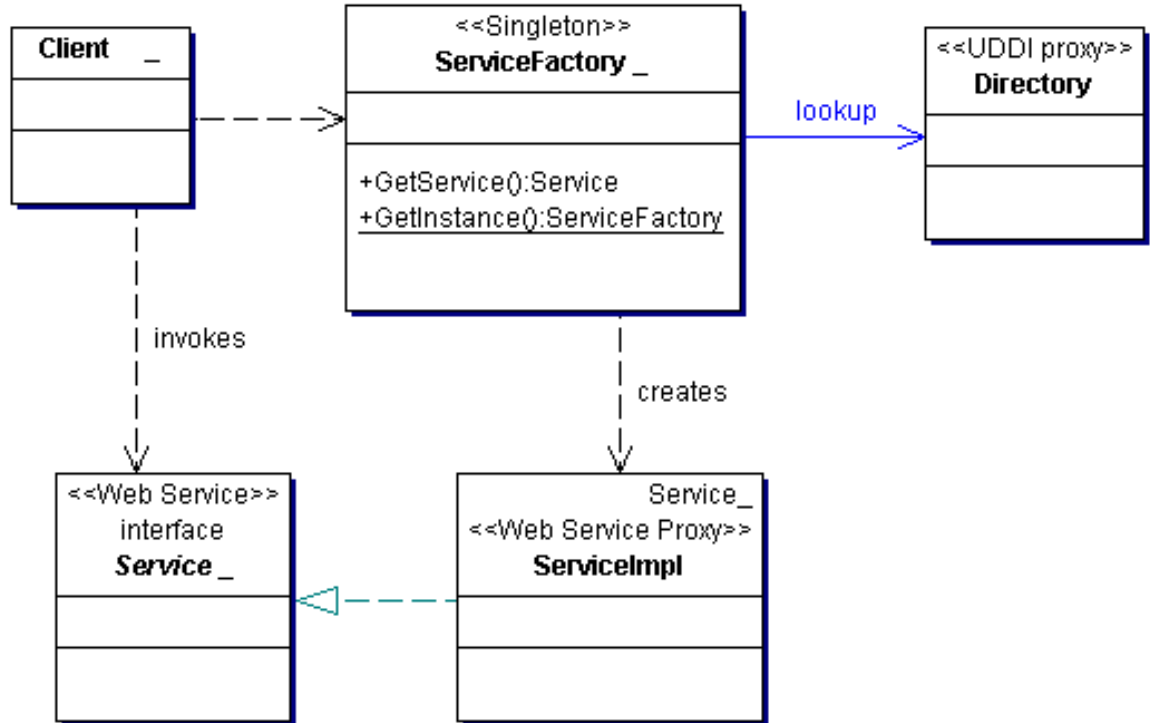 Client _
<<Singleton>>
ServiceFactory _
+GetService():Service
+GetInstance():ServiceFactory
lookup
<<UDDI proxy>>
Directory
invokes
creates
<<Web Service>>
interface
Service _
Service_
<<Web Service Proxy>>
ServiceImpl